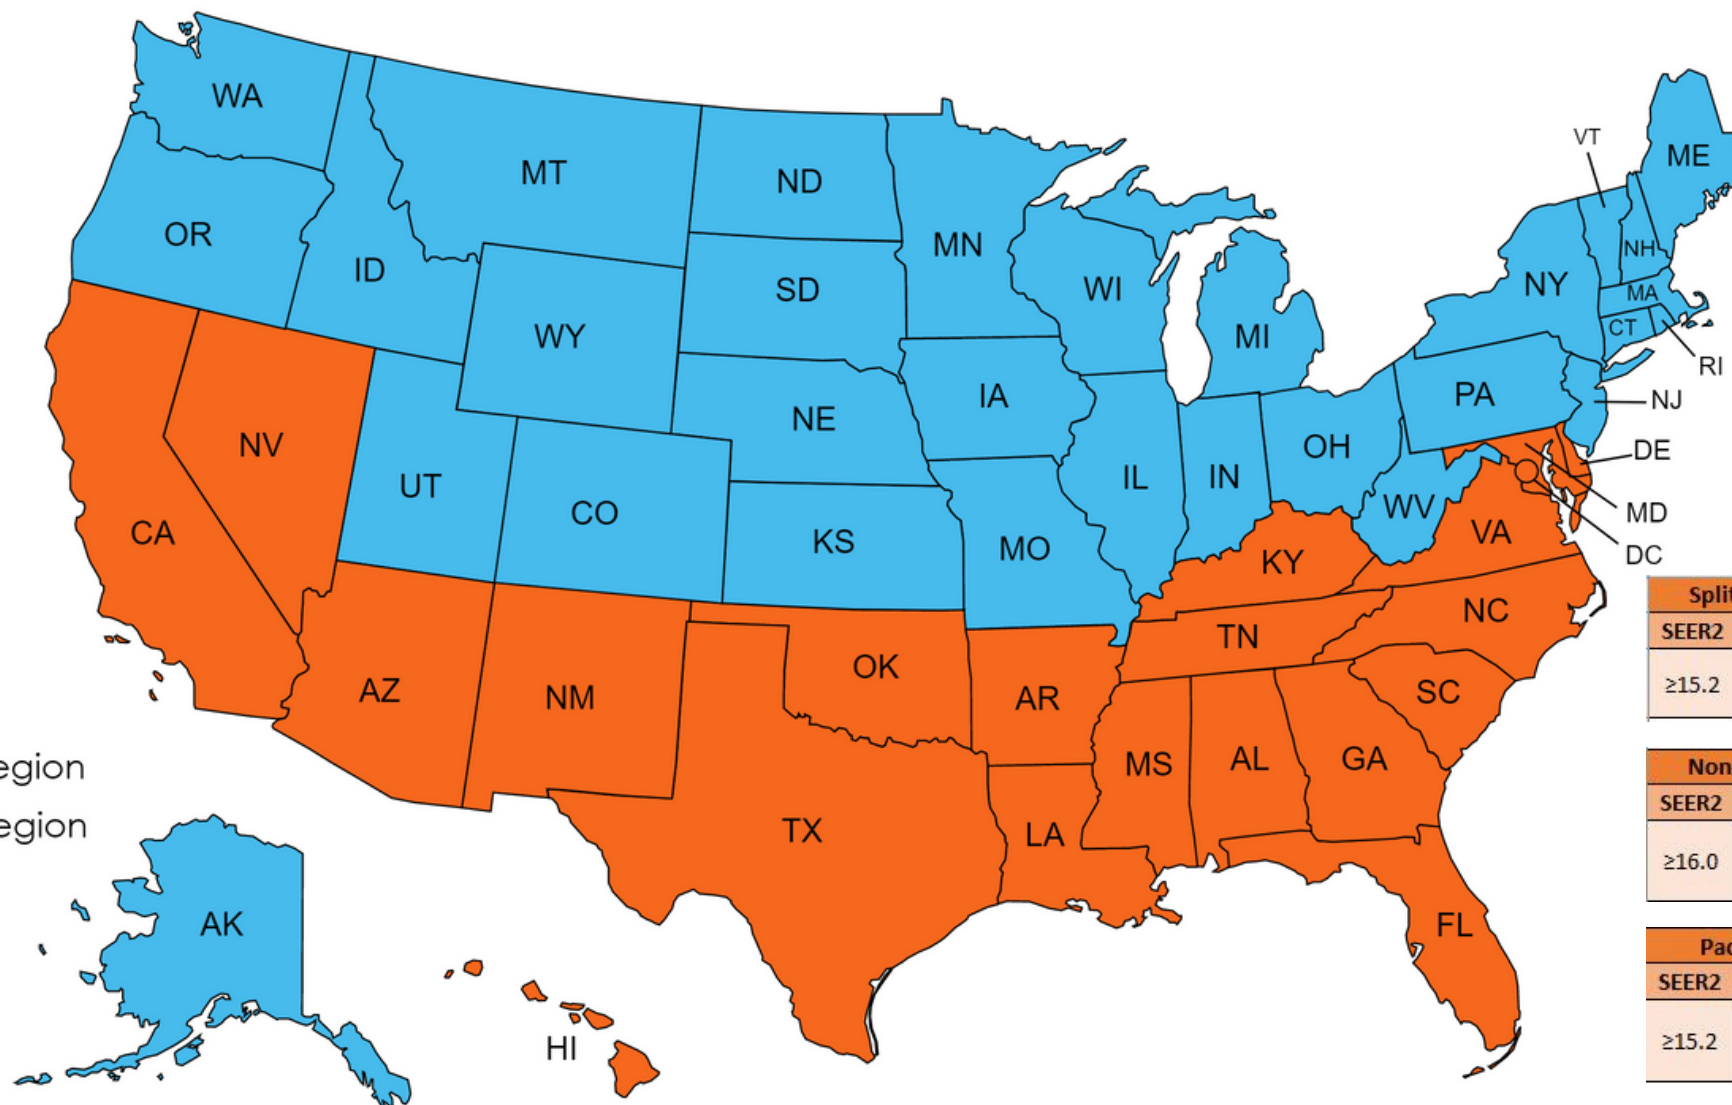 WA
MT
ND
VT
ME
OR
ID
MN
NH
SD
WI
NY
MA
WY
MI
CT
RI
IA
NE
PA
NJ
NV
OH
DE
UT
IL
IN
CO
WV
MD
CA
KS
MO
VA
DC
KY
NC
TN
OK
AZ
NM
AR
SC
MS
AL
GA
TX
LA
FL
AK
HI
egion
egion
Split
SEER2
≥15.2
Non
SEER2
≥16.0
Pac
SEER2
≥15.2